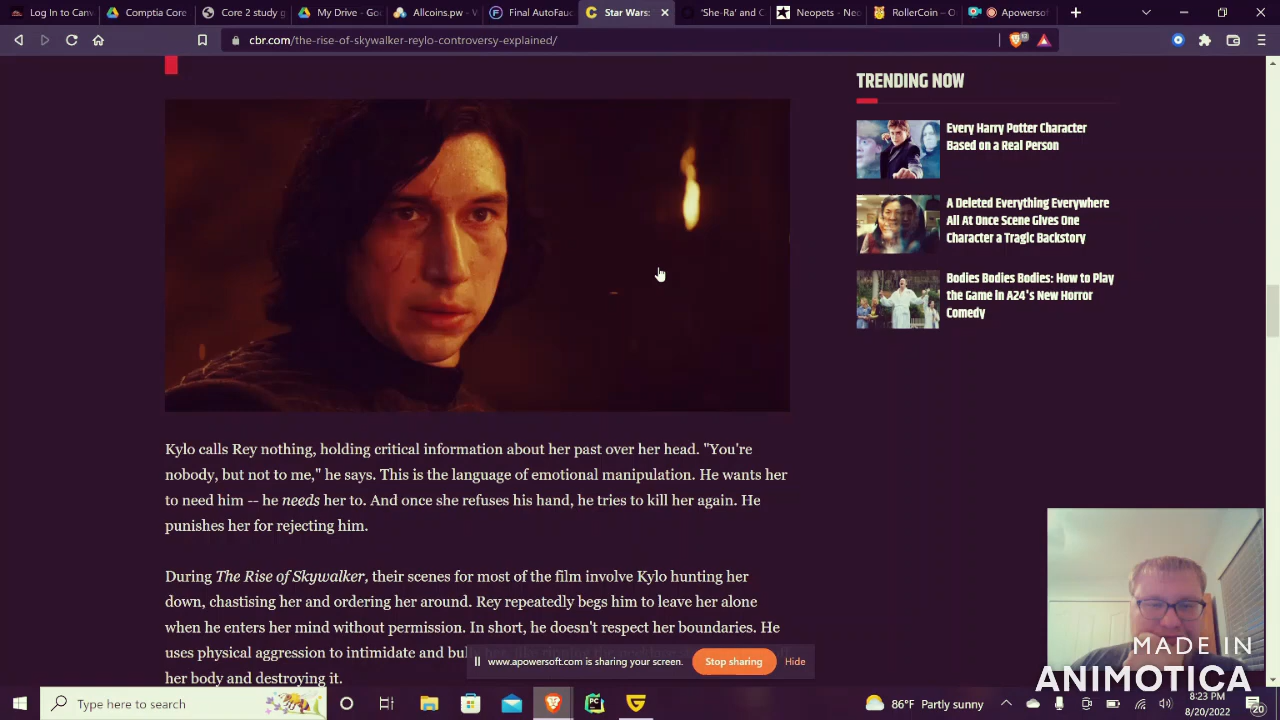 Log In to Canv
Comptia Core
Core 2 study g
My Drive - Goo
Allcoins.pw - V
Final AutoFauc
Star Wars:
'She-Ra' and C
Neopets - Neo
RollerCoin - O
Apowersof
cbr.com/the-rise-of-skywalker-reylo-controversy-explained/
TRENDING NOW
Every Harry Potter Character
Based on a Real Person
A Deleted Everything Everywhere
All At Once Scene Gives One
Character a Tragic Backstory
Bodies Bodies Bodies: How to Play
the Game in A24's New Horror
Comedy
Kylo calls Rey nothing, holding critical information about her past over her head. "You're
nobody, but not to me," he says. This is the language of emotional manipulation. He wants her
to need him -- he needs her to. And once she refuses his hand, he tries to kill her again. He
punishes her for rejecting him.
During The Rise of Skywalker, their scenes for most of the film involve Kylo hunting her
down, chastising her and ordering her around. Rey repeatedly begs him to leave her alone
when he enters her mind without permission. In short, he doesn't respect her boundaries. He
uses physical aggression to intimidate and bul
her body and destroying it.
www.apowersoft.com is sharing your screen.
Stop sharing
Hide
MADE IN
ANIMOTICA
Type here to search
86°F Partly sunny
8:23 PM
8/20/2022
20